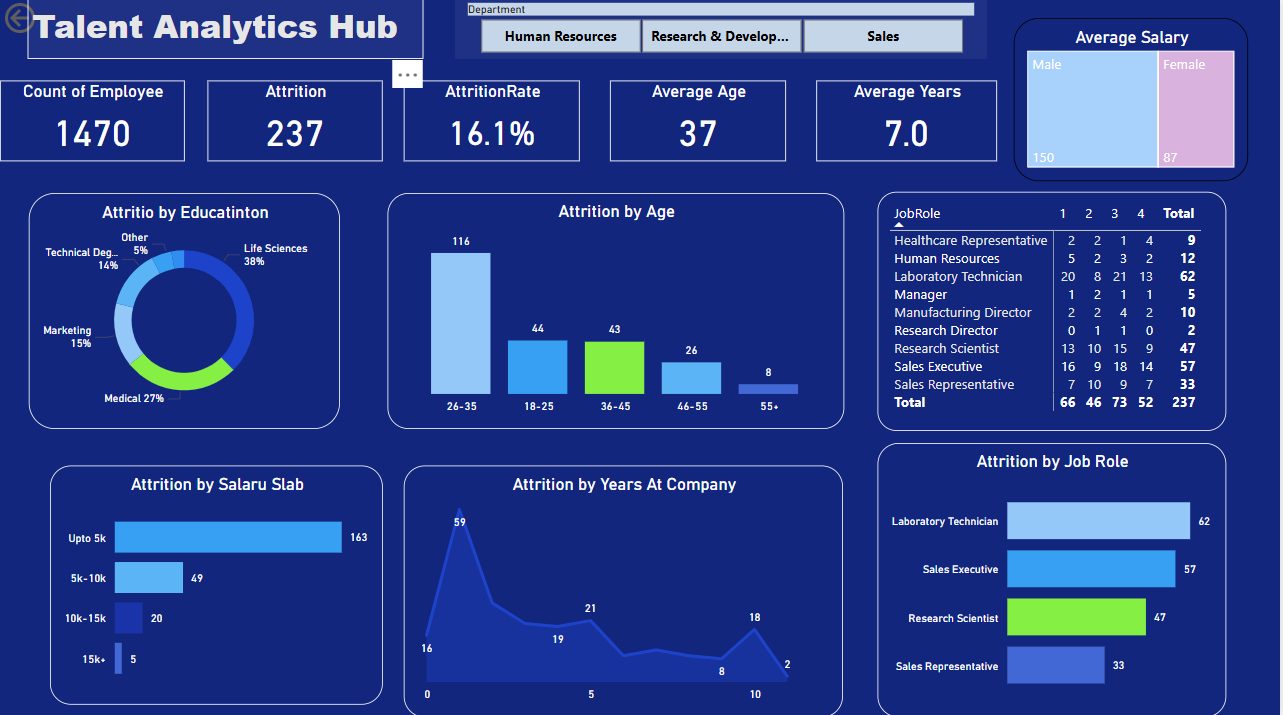 Talent Analytics Hub
Department
Human Resources
Research & Develop...
Sales
Count of Employee
1470
Attrition
237
AttritionRate
16.1%
Average Age
37
Average Years
7.0
Average Salary
Male
Female
150
87
Attritio by Educatinton
Other
5%
Life Sciences
38%
Technical Deg...
14%
Marketing
15%
Medical 27%
Attrition by Age
116
44
43
26
8
26-35
18-25
36-45
46-55
55+
JobRole 1 2 3 4 Total
Healthcare Representative 2 2 1 4 9
Human Resources 5 2 3 2 12
Laboratory Technician 20 8 21 13 62
Manager 1 2 1 1 5
Manufacturing Director 2 2 4 2 10
Research Director 0 1 1 0 2
Research Scientist 13 10 15 9 47
Sales Executive 16 9 18 14 57
Sales Representative 7 10 9 7 33
Total 66 46 73 52 237
Attrition by Salaru Slab
Upto 5k 163
5k-10k 49
10k-15k 20
15k+ 5
Attrition by Years At Company
59
21
18
19
16
8
2
0
5
10
Attrition by Job Role
Laboratory Technician 62
Sales Executive 57
Research Scientist 47
Sales Representative 33